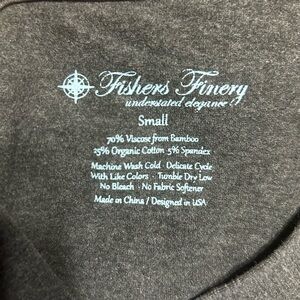 Fishers Finery
understated elegance
Small
70% Viscose from Bamboo
25% Organic Cotton 5% Spandex
Machine Wash Cold · Delicate Cycle
With Like Colors · Tumble Dry Low
No Bleach · No Fabric Softener
Made in China / Designed in USA